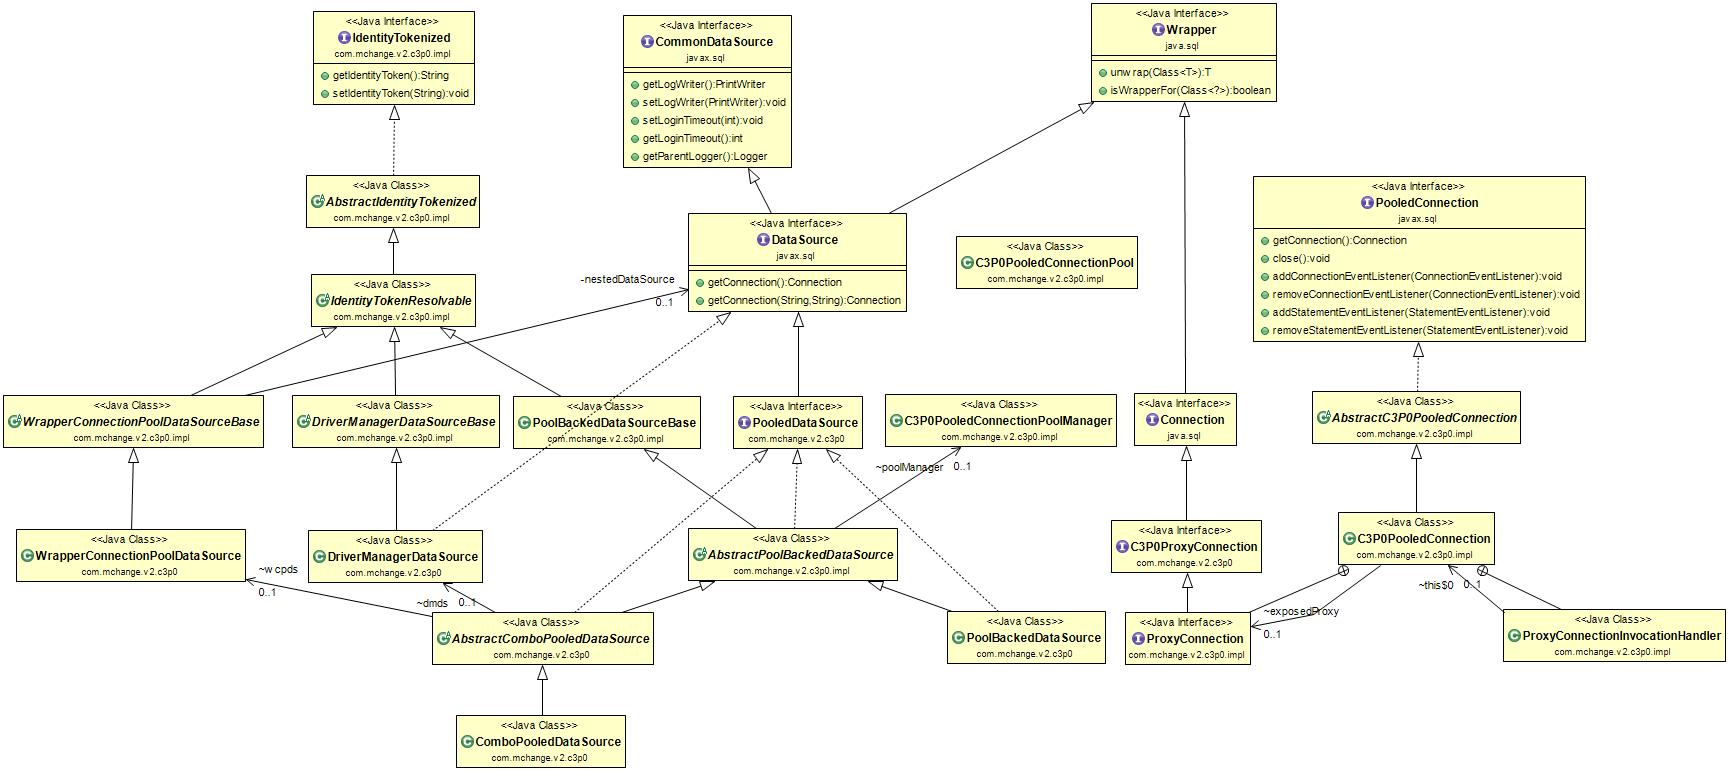 <<Java Interface>>
IdentityTokenized
com.mchange.v2.c3p0.impl
getIdentityToken():String
setIdentityToken(String):void
<<Java Interface>>
CommonDataSource
javax.sql
getLogWriter():PrintWriter
setLogWriter(PrintWriter):void
setLoginTimeout(int):void
getLoginTimeout():int
getParentLogger():Logger
<<Java Interface>>
Wrapper
java.sql
unwrap(Class<T>):T
isWrapperFor(Class<?>):boolean
<<Java Class>>
AbstractIdentityTokenized
com.mchange.v2.c3p0.impl
<<Java Interface>>
DataSource
javax.sql
getConnection():Connection
getConnection(String,String):Connection
<<Java Class>>
C3P0PooledConnectionPool
com.mchange.v2.c3p0.impl
<<Java Interface>>
PooledConnection
javax.sql
getConnection():Connection
close():void
addConnectionEventListener(ConnectionEventListener):void
removeConnectionEventListener(ConnectionEventListener):void
addStatementEventListener(StatementEventListener):void
removeStatementEventListener(StatementEventListener):void
<<Java Class>>
IdentityTokenResolvable
com.mchange.v2.c3p0.impl
-nestedDataSource
0..1
<<Java Class>>
WrapperConnectionPoolDataSourceBase
com.mchange.v2.c3p0.impl
<<Java Class>>
DriverManagerDataSourceBase
com.mchange.v2.c3p0.impl
<<Java Class>>
PoolBackedDataSourceBase
com.mchange.v2.c3p0.impl
<<Java Interface>>
PooledDataSource
com.mchange.v2.c3p0
<<Java Class>>
C3P0PooledConnectionPoolManager
com.mchange.v2.c3p0.impl
<<Java Interface>>
Connection
java.sql
<<Java Class>>
AbstractC3P0PooledConnection
com.mchange.v2.c3p0.impl
~poolManager
0..1
<<Java Class>>
WrapperConnectionPoolDataSource
com.mchange.v2.c3p0
<<Java Class>>
DriverManagerDataSource
com.mchange.v2.c3p0
<<Java Class>>
AbstractPoolBackedDataSource
com.mchange.v2.c3p0.impl
<<Java Interface>>
C3P0ProxyConnection
com.mchange.v2.c3p0
<<Java Class>>
C3P0PooledConnection
com.mchange.v2.c3p0.impl
~wcpds
0..1
~dmds
0..1
~this$0
0..1
~exposedProxy
0..1
<<Java Class>>
AbstractComboPooledDataSource
com.mchange.v2.c3p0
<<Java Class>>
PoolBackedDataSource
com.mchange.v2.c3p0
<<Java Interface>>
ProxyConnection
com.mchange.v2.c3p0.impl
<<Java Class>>
ProxyConnectionInvocationHandler
com.mchange.v2.c3p0.impl
<<Java Class>>
ComboPooledDataSource
com.mchange.v2.c3p0